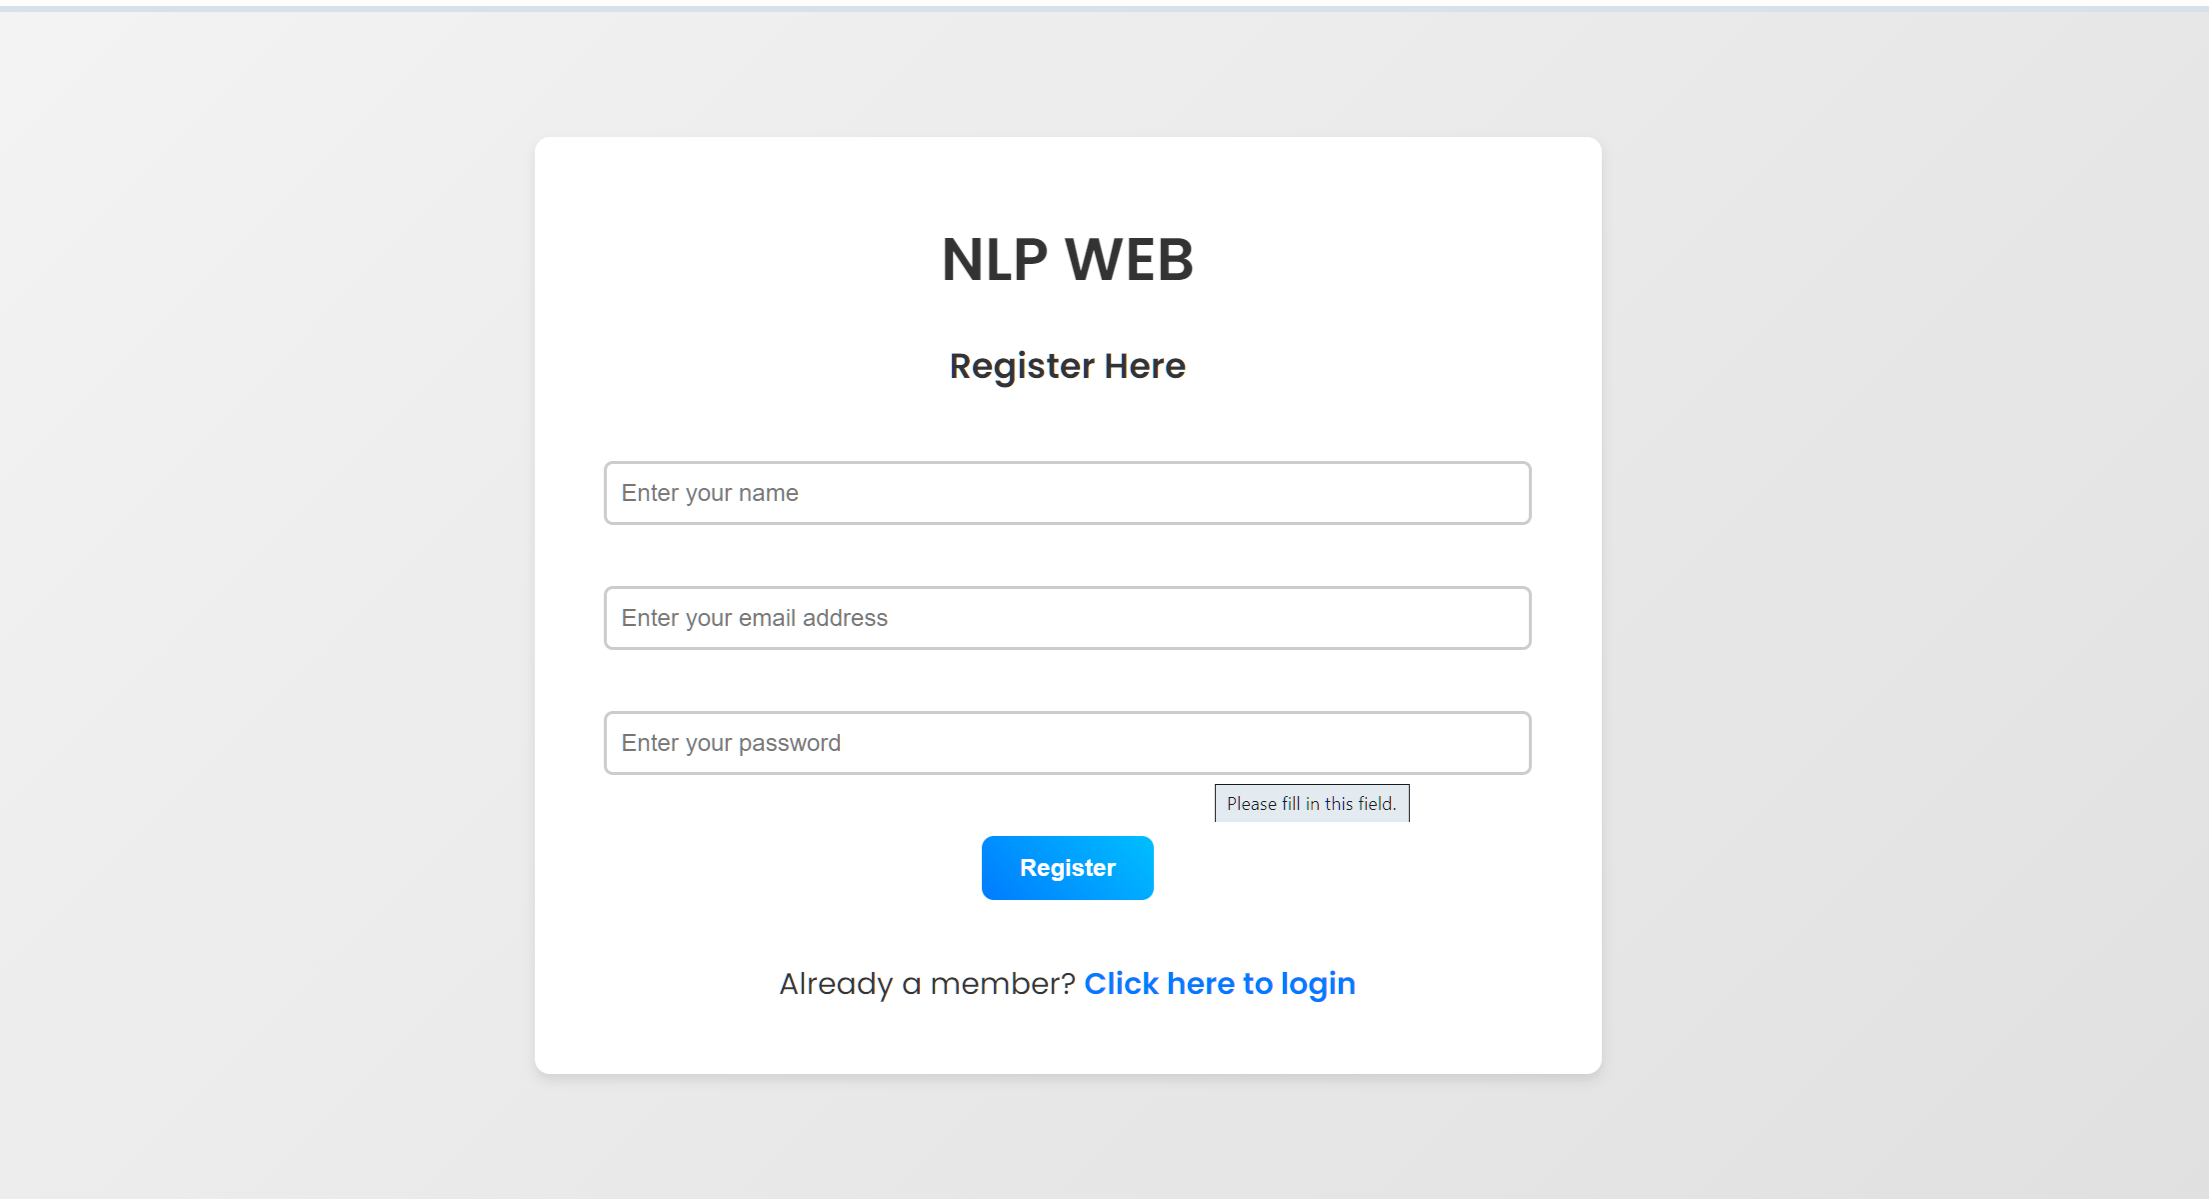 NLP WEB
Register Here
Enter your name
Enter your email address
Enter your password
Please fill in this field.
Register
Already a member? Click here to login